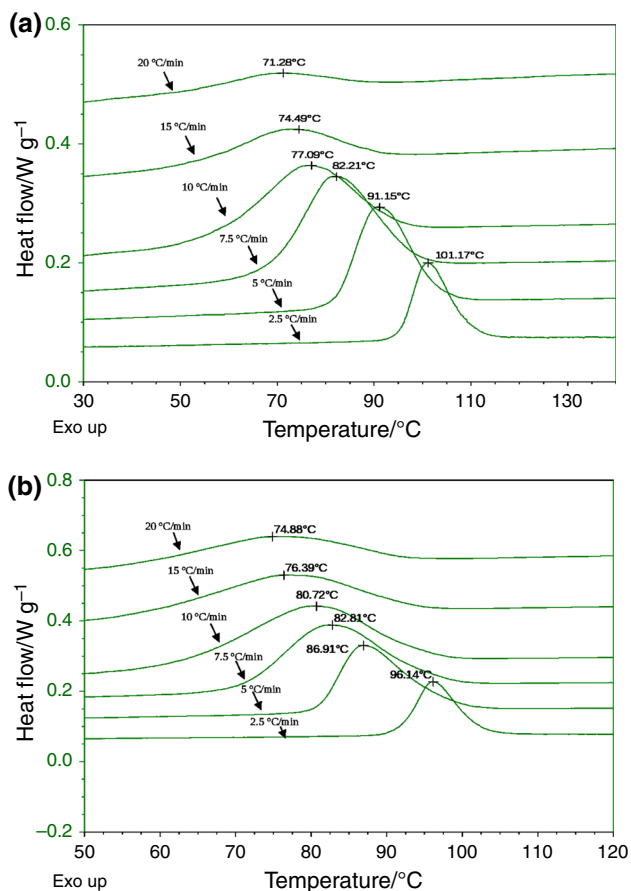 (a)
0.6
0.4
0.2
0.0
Heat flow/W g⁻¹
20 °C/min
71.28°C
15 °C/min
74.49°C
77.09°C
82.21°C
10 °C/min
91.15°C
7.5 °C/min
101.17°C
5 °C/min
2.5 °C/min
30
50
70
90
110
130
Exo up
Temperature/°C
(b)
0.8
0.6
0.4
0.2
0.0
−0.2
Heat flow/W g⁻¹
20 °C/min
74.88°C
15 °C/min
76.39°C
10 °C/min
80.72°C
82.81°C
7.5 °C/min
86.91°C
5 °C/min
96.14°C
2.5 °C/min
50
60
70
80
90
100
110
120
Exo up
Temperature/°C